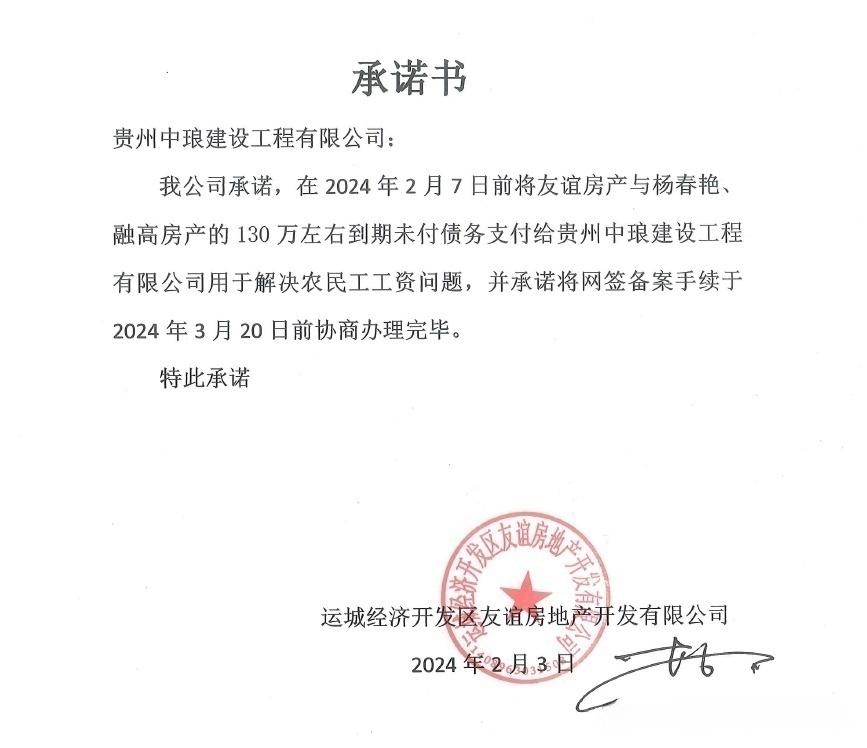 承诺书
贵州中琅建设工程有限公司:
我公司承诺，在 2024 年 2 月 7 日前将友谊房产与杨春艳、
融高房产的 130 万左右到期未付债务支付给贵州中琅建设工程
有限公司用于解决农民工工资问题，并承诺将网签备案手续于
2024 年 3 月 20 日前协商办理完毕。
特此承诺
运城经济开发区友谊房地产开发有限公司
运城经济开发区友谊房地产开发有限公司
2024 年 2 月 3 日